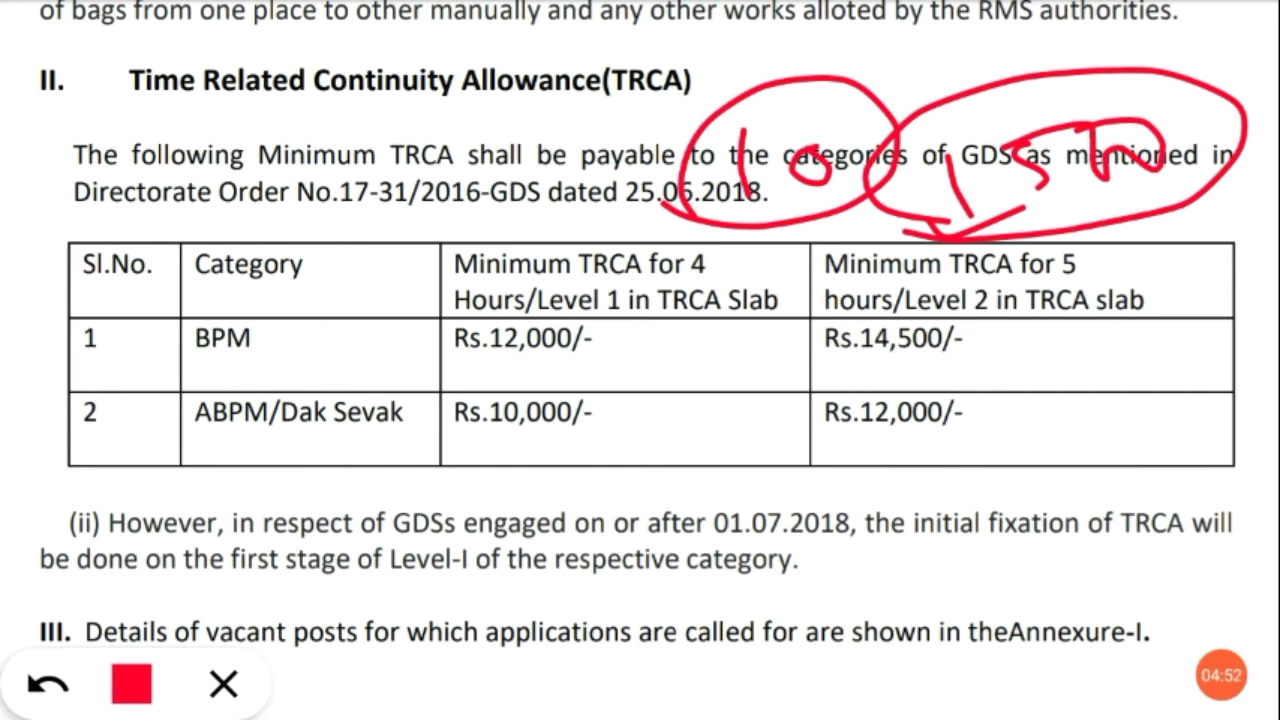 of bags from one place to other manually and any other works alloted by the RMS authorities.
II. Time Related Continuity Allowance(TRCA)
The following Minimum TRCA shall be payable to the categories of GDS as mentioned in
Directorate Order No.17-31/2016-GDS dated 25.06.2018.
10
Sl.No. Category Minimum TRCA for 4 Hours/Level 1 in TRCA Slab Minimum TRCA for 5 hours/Level 2 in TRCA slab
1 BPM Rs.12,000/- Rs.14,500/-
2 ABPM/Dak Sevak Rs.10,000/- Rs.12,000/-
(ii) However, in respect of GDSs engaged on or after 01.07.2018, the initial fixation of TRCA will
be done on the first stage of Level-I of the respective category.
III. Details of vacant posts for which applications are called for are shown in theAnnexure-I.
04:52